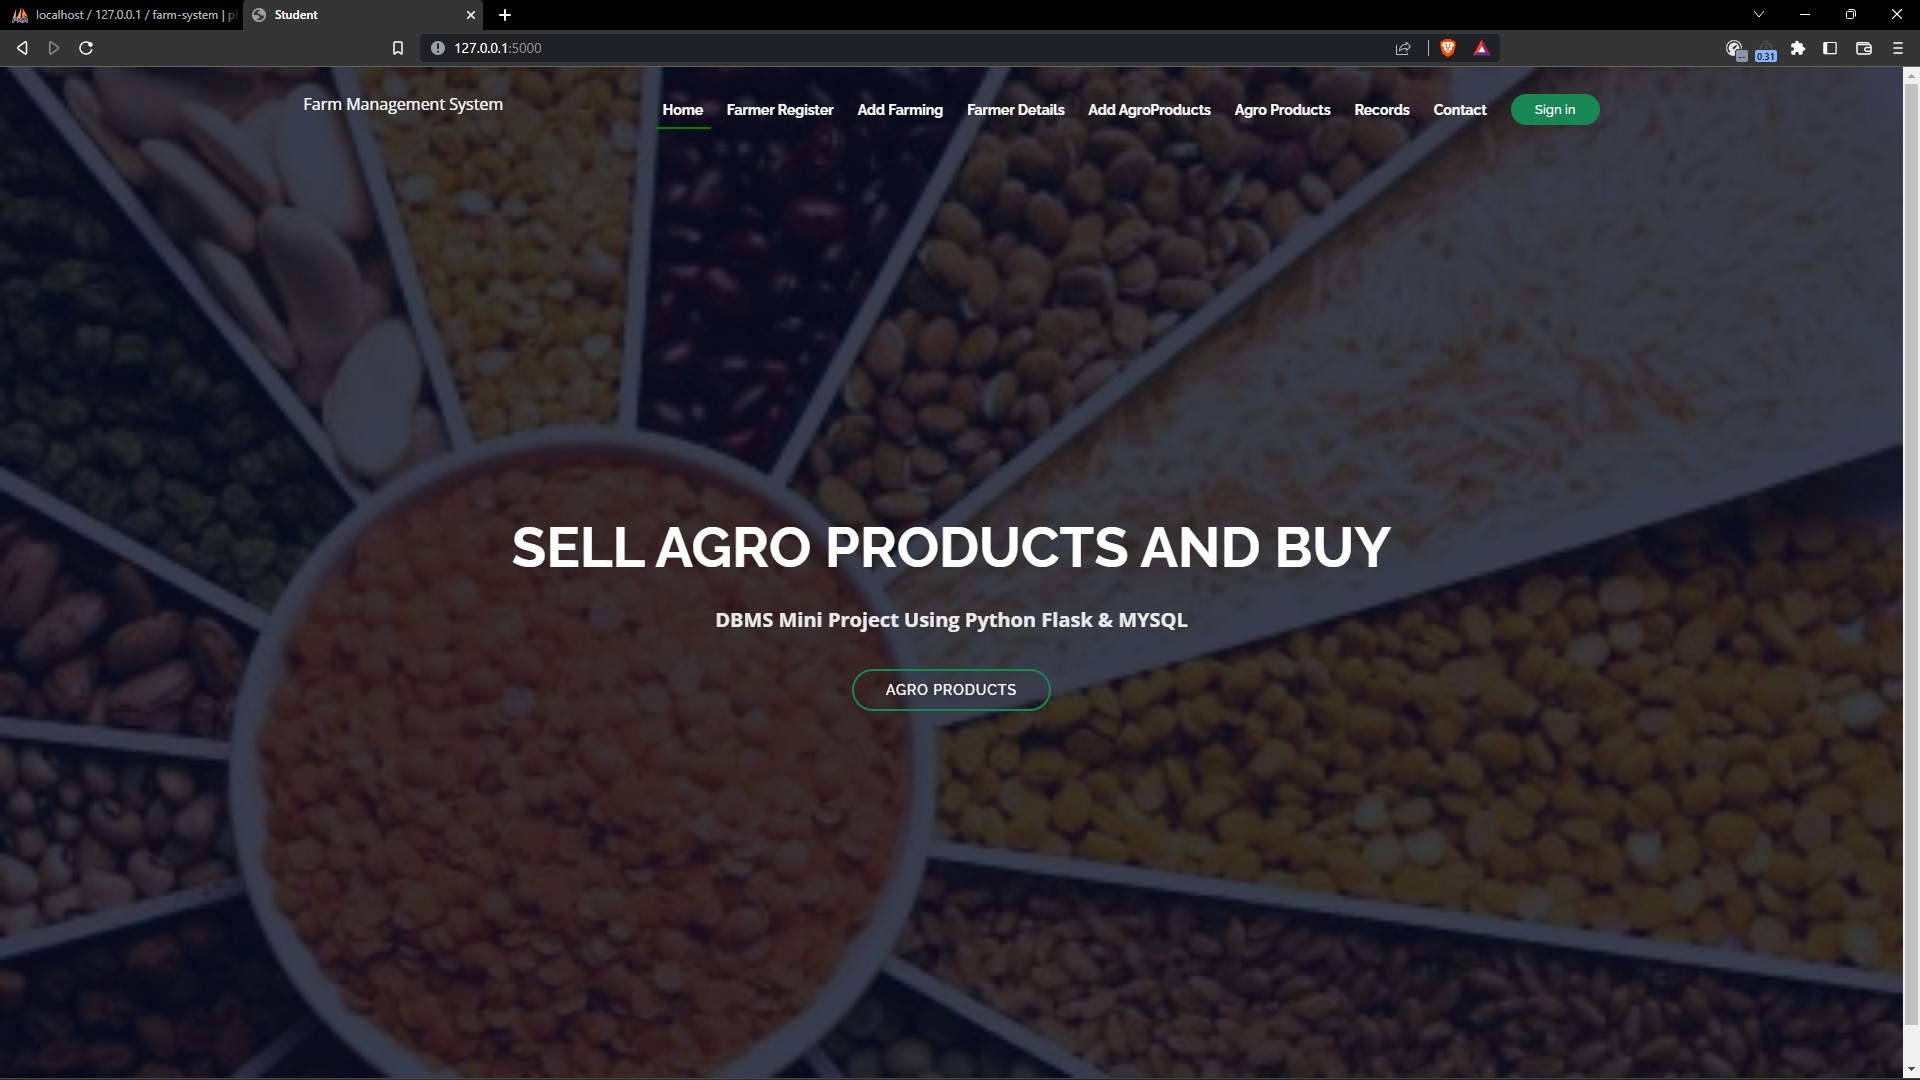 localhost / 127.0.0.1 / farm-system | p
Student
127.0.0.1:5000
0.31
Farm Management System
Home Farmer Register Add Farming Farmer Details Add AgroProducts Agro Products Records Contact Sign in
SELL AGRO PRODUCTS AND BUY
DBMS Mini Project Using Python Flask & MYSQL
AGRO PRODUCTS